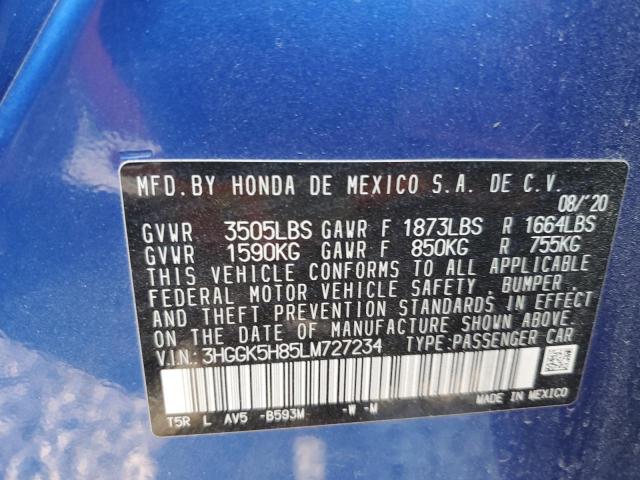 MFD.BY HONDA DE MEXICO S.A. DE C.V.
08/'20
GVWR 3505LBS GAWR F 1873LBS R 1664LBS
GVWR 1590KG GAWR F 850KG R 755KG
THIS VEHICLE CONFORMS TO ALL APPLICABLE
FEDERAL MOTOR VEHICLE SAFETY, BUMPER,
AND THEFT PREVENTION STANDARDS IN EFFECT
ON THE DATE OF MANUFACTURE SHOWN ABOVE.
V.I.N.: 3HGGK5H85LM727234 TYPE:PASSENGER CAR
T5R L AV5 -B593M -W -M MADE IN MEXICO